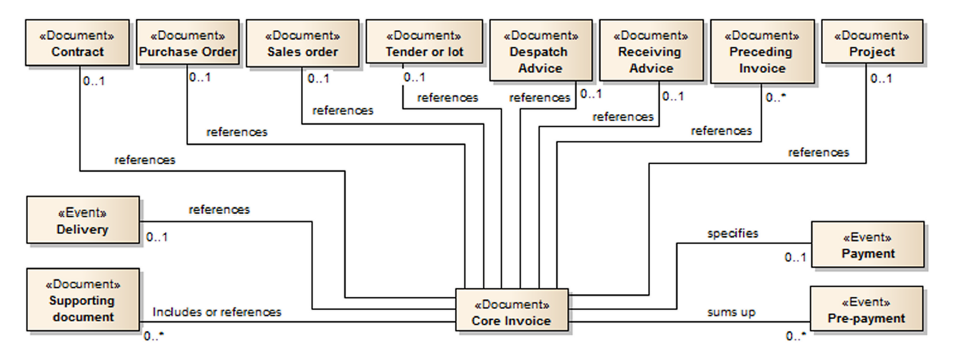 «Document»
Contract
«Document»
Purchase Order
«Document»
Sales order
«Document»
Tender or lot
«Document»
Despatch
Advice
«Document»
Receiving
Advice
«Document»
Preceding
Invoice
«Document»
Project
0..1
0..1
0..1
0..1
0..1
0..1
0..*
0..1
references
references
references
references
references
references
references
references
«Event»
Delivery
references
0..1
specifies
«Event»
Payment
0..1
«Document»
Supporting
document
Includes or references
0..*
«Document»
Core Invoice
sums up
«Event»
Pre-payment
0..*